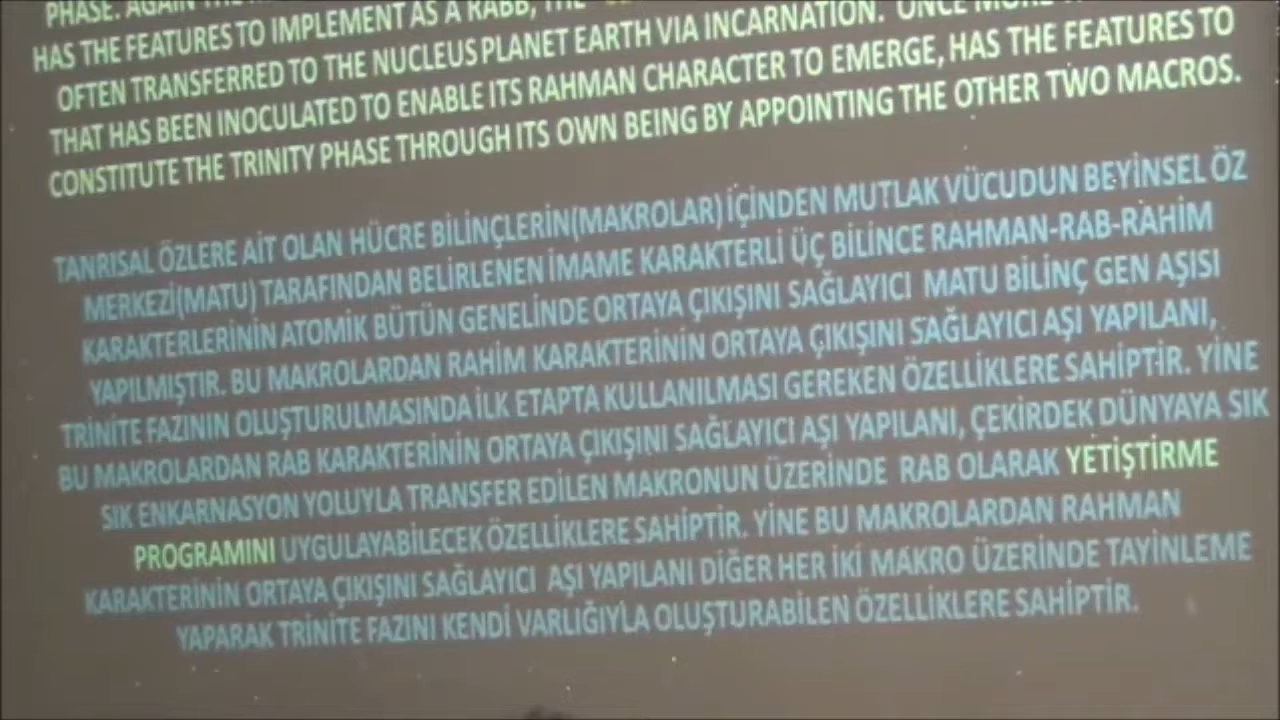 PHASE. AGAIN THE
HAS THE FEATURES TO IMPLEMENT AS A RABB, THE
OFTEN TRANSFERRED TO THE NUCLEUS PLANET EARTH VIA INCARNATION. ONCE MORE
THAT HAS BEEN INOCULATED TO ENABLE ITS RAHMAN CHARACTER TO EMERGE, HAS THE FEATURES TO
CONSTITUTE THE TRINITY PHASE THROUGH ITS OWN BEING BY APPOINTING THE OTHER TWO MACROS.
TANRISAL ÖZLERE AİT OLAN HÜCRE BİLİNÇLERİN(MAKROLAR) İÇİNDEN MUTLAK VÜCUDUN BEYİNSEL ÖZ
MERKEZİ(MATU) TARAFINDAN BELİRLENEN İMAME KARAKTERLİ ÜÇ BİLİNCE RAHMAN-RAB-RAHİM
KARAKTERLERİNİN ATOMİK BÜTÜN GENELİNDE ORTAYA ÇIKIŞINI SAĞLAYICI MATU BİLİNÇ GEN AŞISI
YAPILMIŞTIR. BU MAKROLARDAN RAHİM KARAKTERİNİN ORTAYA ÇIKIŞINI SAĞLAYICI AŞI YAPILANI,
TRİNİTE FAZININ OLUŞTURULMASINDA İLK ETAPTA KULLANILMASI GEREKEN ÖZELLİKLERE SAHİPTİR. YİNE
BU MAKROLARDAN RAB KARAKTERİNİN ORTAYA ÇIKIŞINI SAĞLAYICI AŞI YAPILANI, ÇEKİRDEK DÜNYAYA SIK
SIK ENKARNASYON YOLUYLA TRANSFER EDİLEN MAKRONUN ÜZERİNDE RAB OLARAK YETİŞTİRME
PROGRAMINI UYGULAYABİLECEK ÖZELLİKLERE SAHİPTİR. YİNE BU MAKROLARDAN RAHMAN
KARAKTERİNİN ORTAYA ÇIKIŞINI SAĞLAYICI AŞI YAPILANI DİĞER HER İKİ MAKRO ÜZERİNDE TAYİNLEME
YAPARAK TRİNİTE FAZINI KENDİ VARLIĞIYLA OLUŞTURABİLEN ÖZELLİKLERE SAHİPTİR.